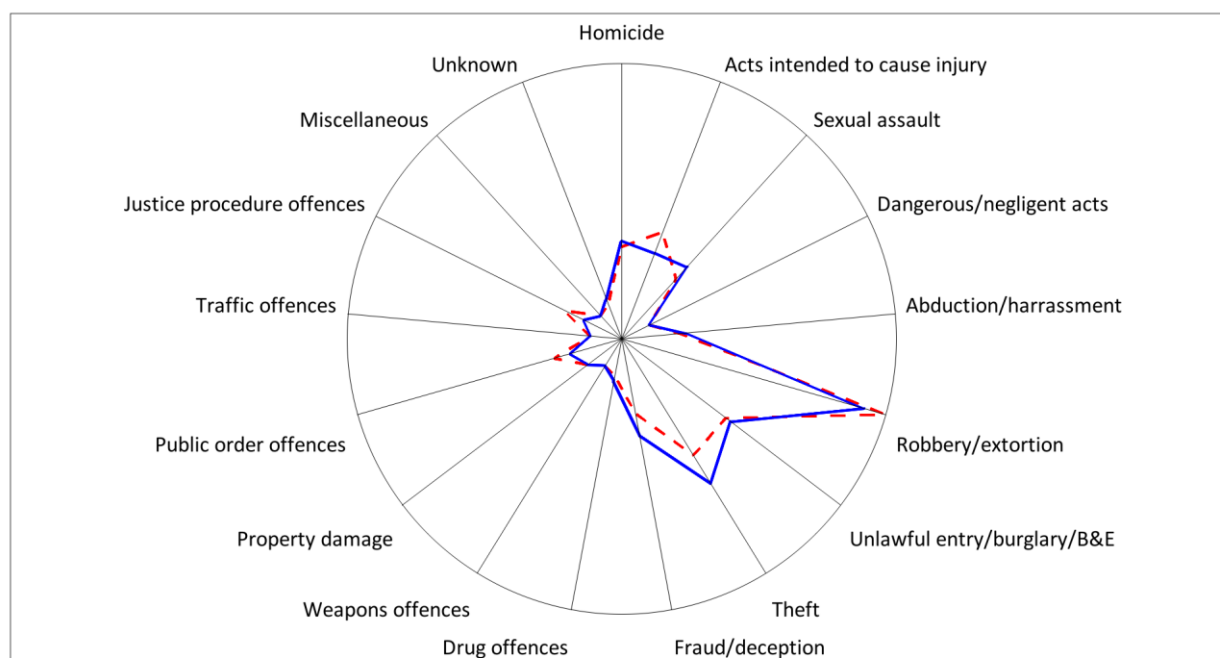 Homicide
Unknown
Acts intended to cause injury
Miscellaneous
Sexual assault
Justice procedure offences
Dangerous/negligent acts
Traffic offences
Abduction/harrassment
Public order offences
Robbery/extortion
Property damage
Unlawful entry/burglary/B&E
Weapons offences
Theft
Drug offences
Fraud/deception